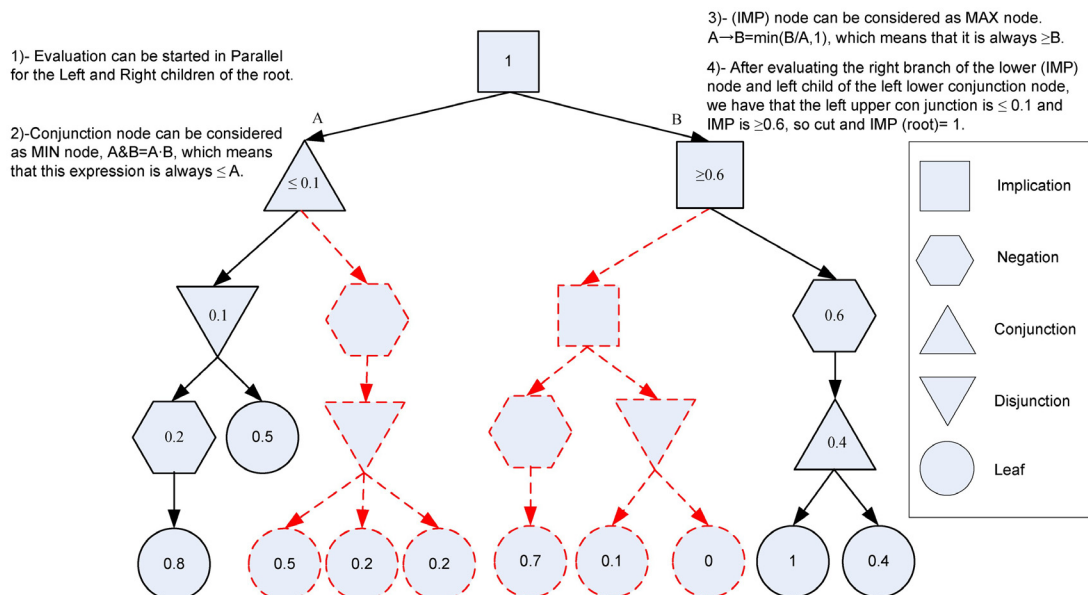 1)- Evaluation can be started in Parallel
for the Left and Right children of the root.
2)-Conjunction node can be considered
as MIN node, A&B=A·B, which means
that this expression is always ≤ A.
3)- (IMP) node can be considered as MAX node.
A→B=min(B/A,1), which means that it is always ≥B.
4)- After evaluating the right branch of the lower (IMP)
node and left child of the left lower conjunction node,
we have that the left upper con junction is ≤ 0.1 and
IMP is ≥0.6, so cut and IMP (root)= 1.
1
A
B
≤ 0.1
≥0.6
0.1
0.6
0.2
0.5
0.4
0.8
0.5
0.2
0.2
0.7
0.1
0
1
0.4
Implication
Negation
Conjunction
Disjunction
Leaf